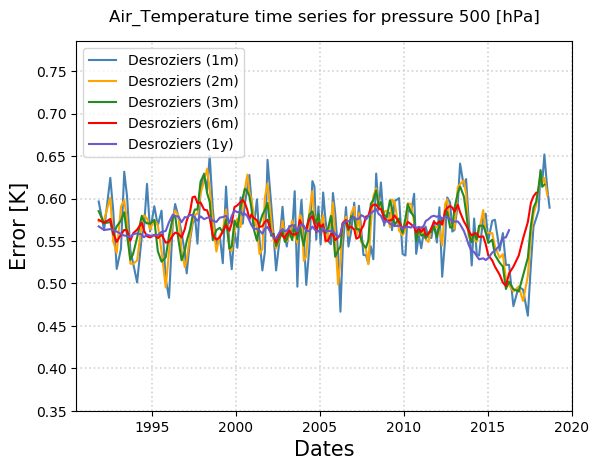 Air_Temperature time series for pressure 500 [hPa]
Error [K]
0.75
0.70
0.65
0.60
0.55
0.50
0.45
0.40
0.35
Desroziers (1m)
Desroziers (2m)
Desroziers (3m)
Desroziers (6m)
Desroziers (1y)
1995
2000
2005
2010
2015
2020
Dates